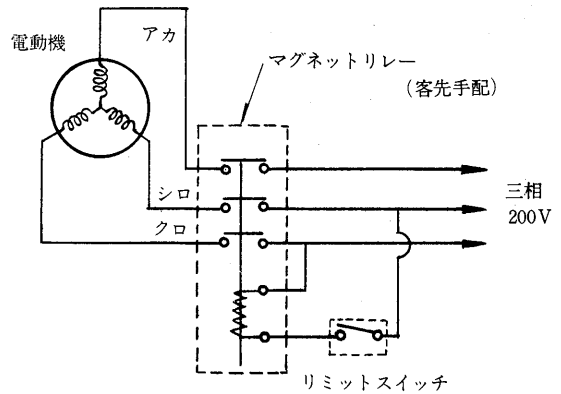 電動機
アカ
マグネットリレー
(客先手配)
シロ
クロ
三相
200V
リミットスイッチ